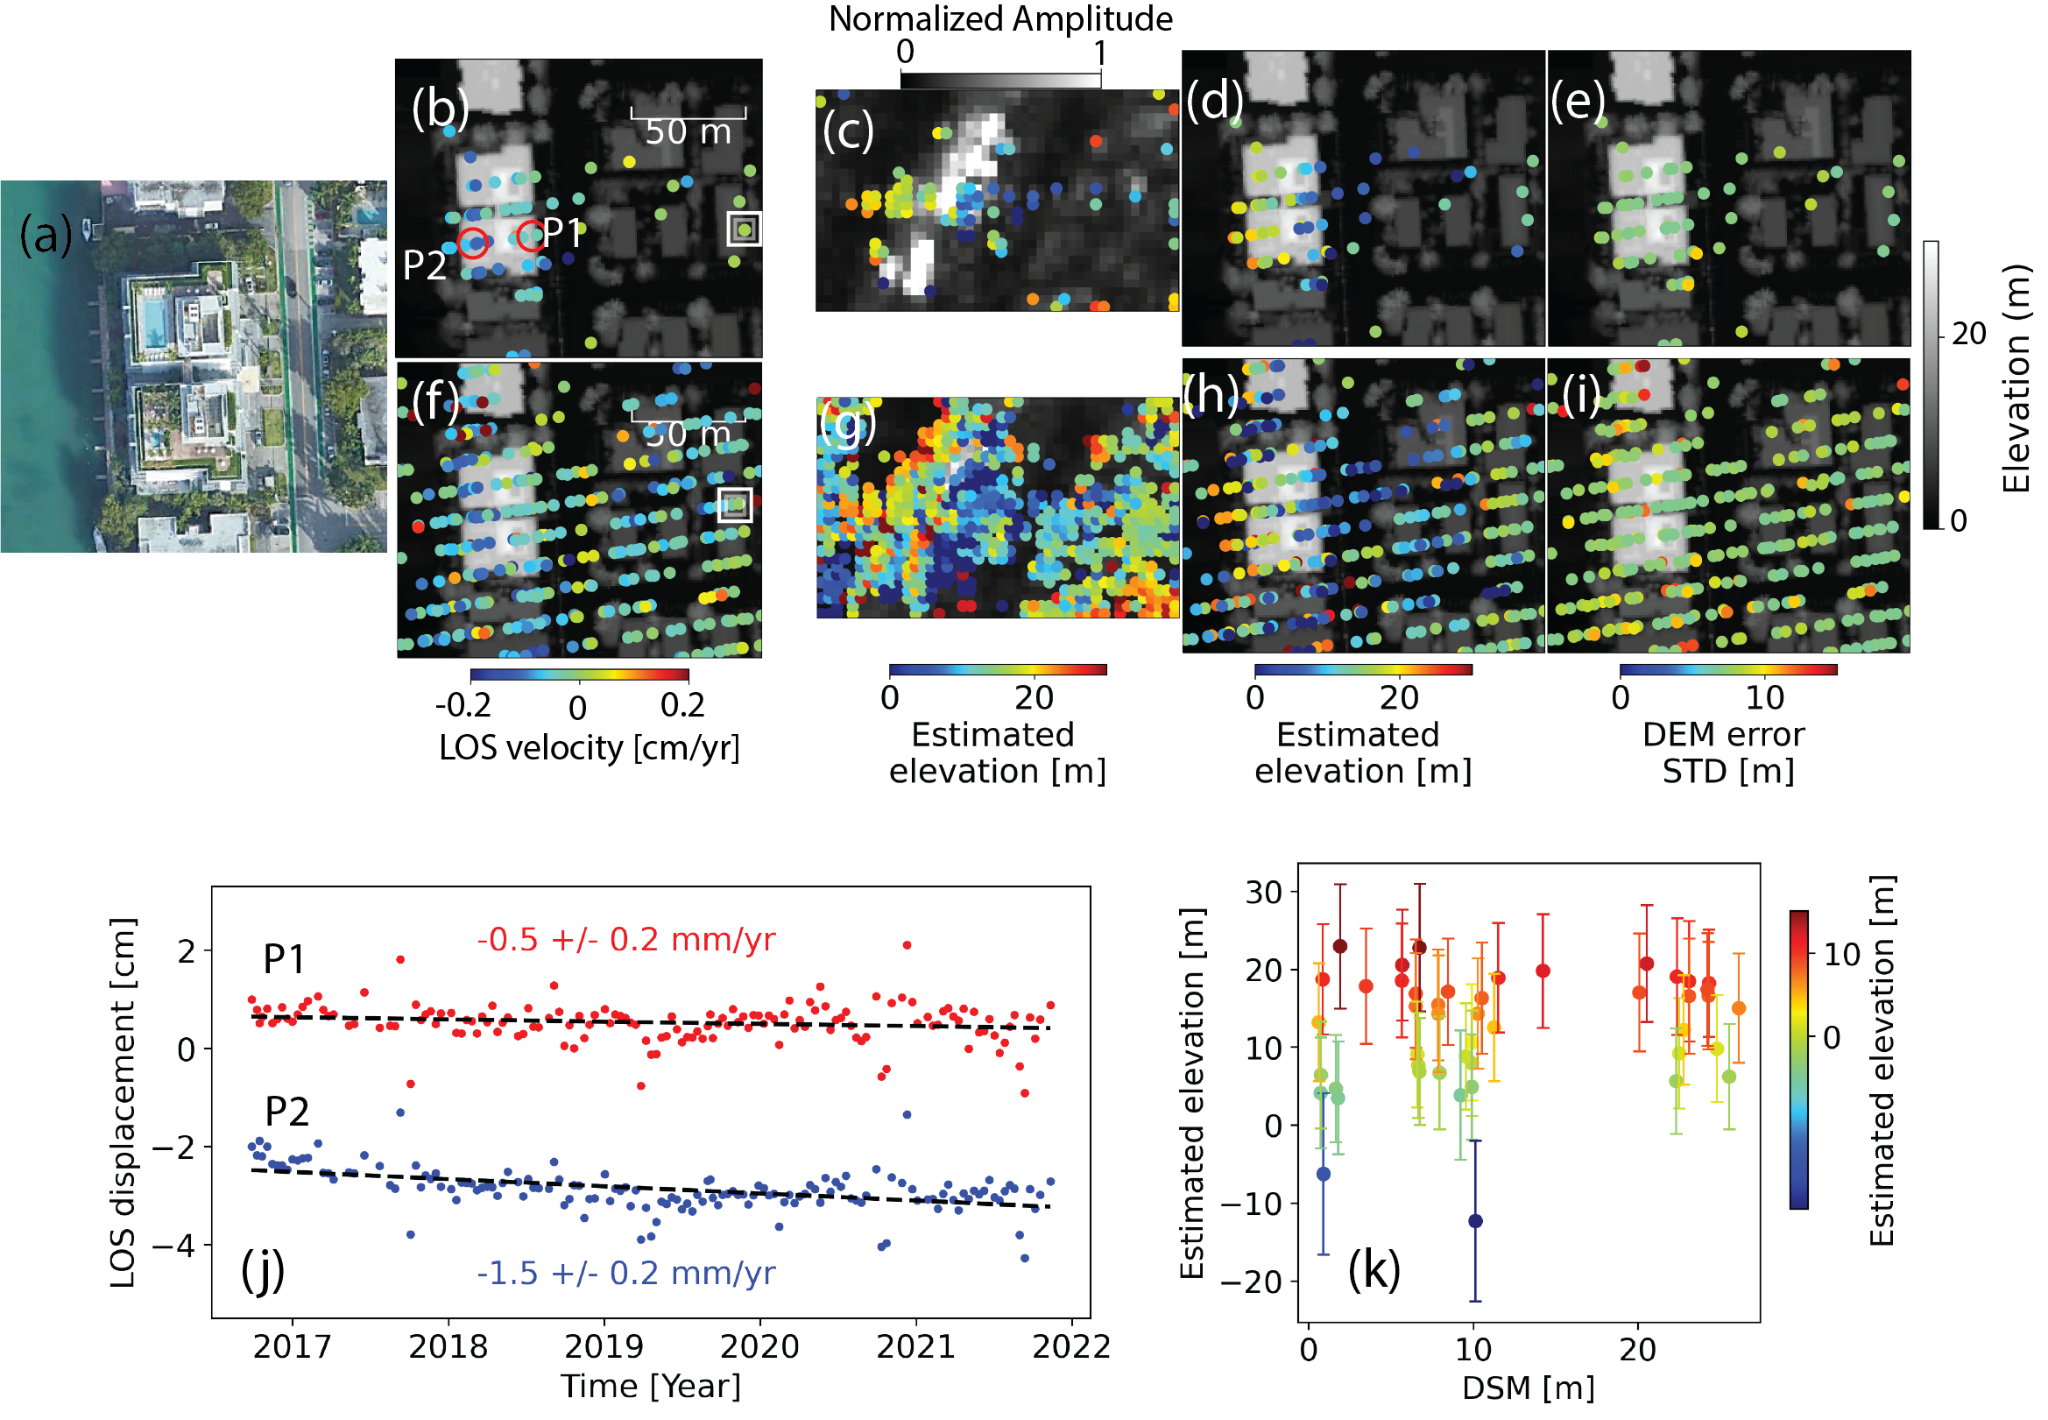 Normalized Amplitude
0 1
(a)
(b)
50 m
P1
P2
(c)
(d)
(e)
20
0
Elevation (m)
(f)
50 m
(g)
(h)
(i)
-0.2 0 0.2
LOS velocity [cm/yr]
0 20
Estimated
elevation [m]
0 20
Estimated
elevation [m]
0 10
DEM error
STD [m]
P1
-0.5 +/- 0.2 mm/yr
P2
-1.5 +/- 0.2 mm/yr
(j)
2
0
−2
−4
LOS displacement [cm]
2017 2018 2019 2020 2021 2022
Time [Year]
30
20
10
0
−10
−20
Estimated elevation [m]
(k)
0 10 20
DSM [m]
10
0
Estimated elevation [m]